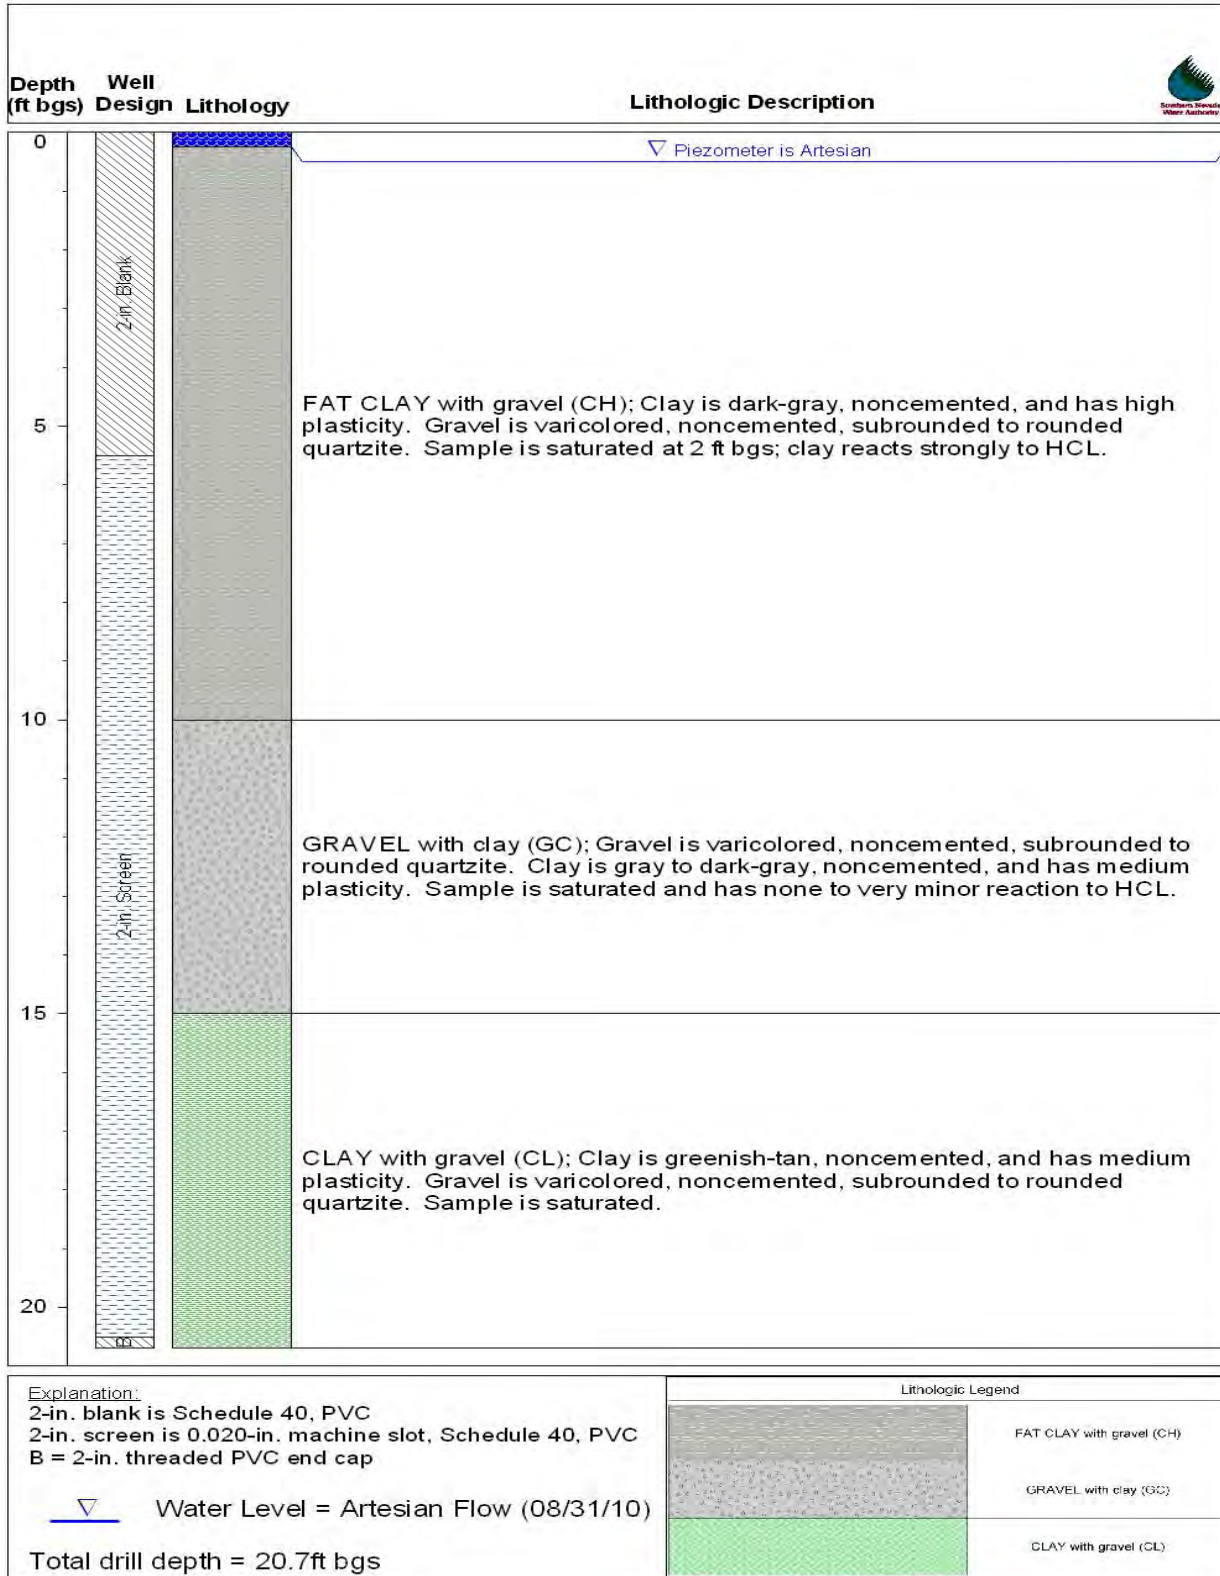 Depth
(ft bgs)
Well
Design
Lithology
Lithologic Description
Southern Nevada
Water Authority
0
5
10
15
20
2-in. Blank
2-in. Screen
B
▽ Piezometer is Artesian
FAT CLAY with gravel (CH); Clay is dark-gray, noncemented, and has high
plasticity. Gravel is varicolored, noncemented, subrounded to rounded
quartzite. Sample is saturated at 2 ft bgs; clay reacts strongly to HCL.
GRAVEL with clay (GC); Gravel is varicolored, noncemented, subrounded to
rounded quartzite. Clay is gray to dark-gray, noncemented, and has medium
plasticity. Sample is saturated and has none to very minor reaction to HCL.
CLAY with gravel (CL); Clay is greenish-tan, noncemented, and has medium
plasticity. Gravel is varicolored, noncemented, subrounded to rounded
quartzite. Sample is saturated.
Explanation:
2-in. blank is Schedule 40, PVC
2-in. screen is 0.020-in. machine slot, Schedule 40, PVC
B = 2-in. threaded PVC end cap
▽ Water Level = Artesian Flow (08/31/10)
Total drill depth = 20.7ft bgs
Lithologic Legend
FAT CLAY with gravel (CH)
GRAVEL with clay (GC)
CLAY with gravel (CL)